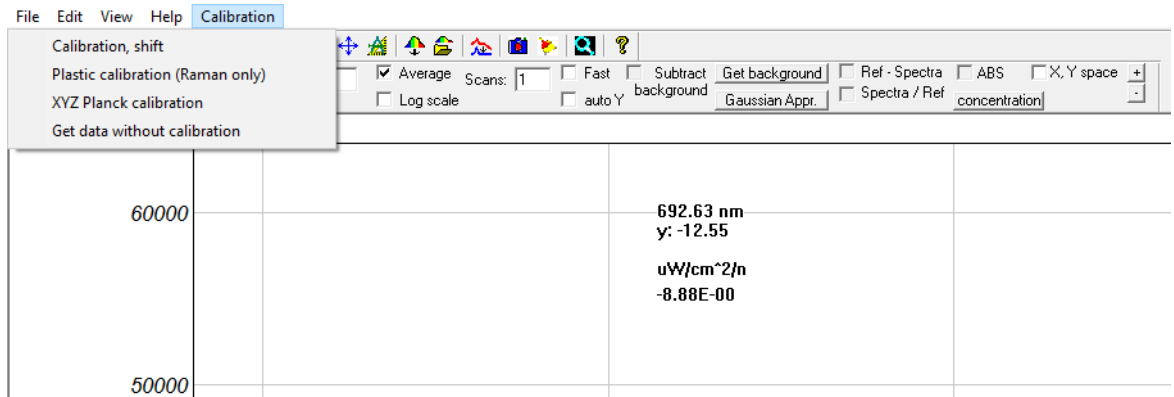 File Edit View Help Calibration
Calibration, shift
Plastic calibration (Raman only)
XYZ Planck calibration
Get data without calibration
Average Scans: 1 Fast Subtract background Get background Ref - Spectra ABS X, Y space +
Log scale auto Y Gaussian Appr. Spectra / Ref concentration -
60000
692.63 nm
y: -12.55
uW/cm^2/n
-8.88E-00
50000